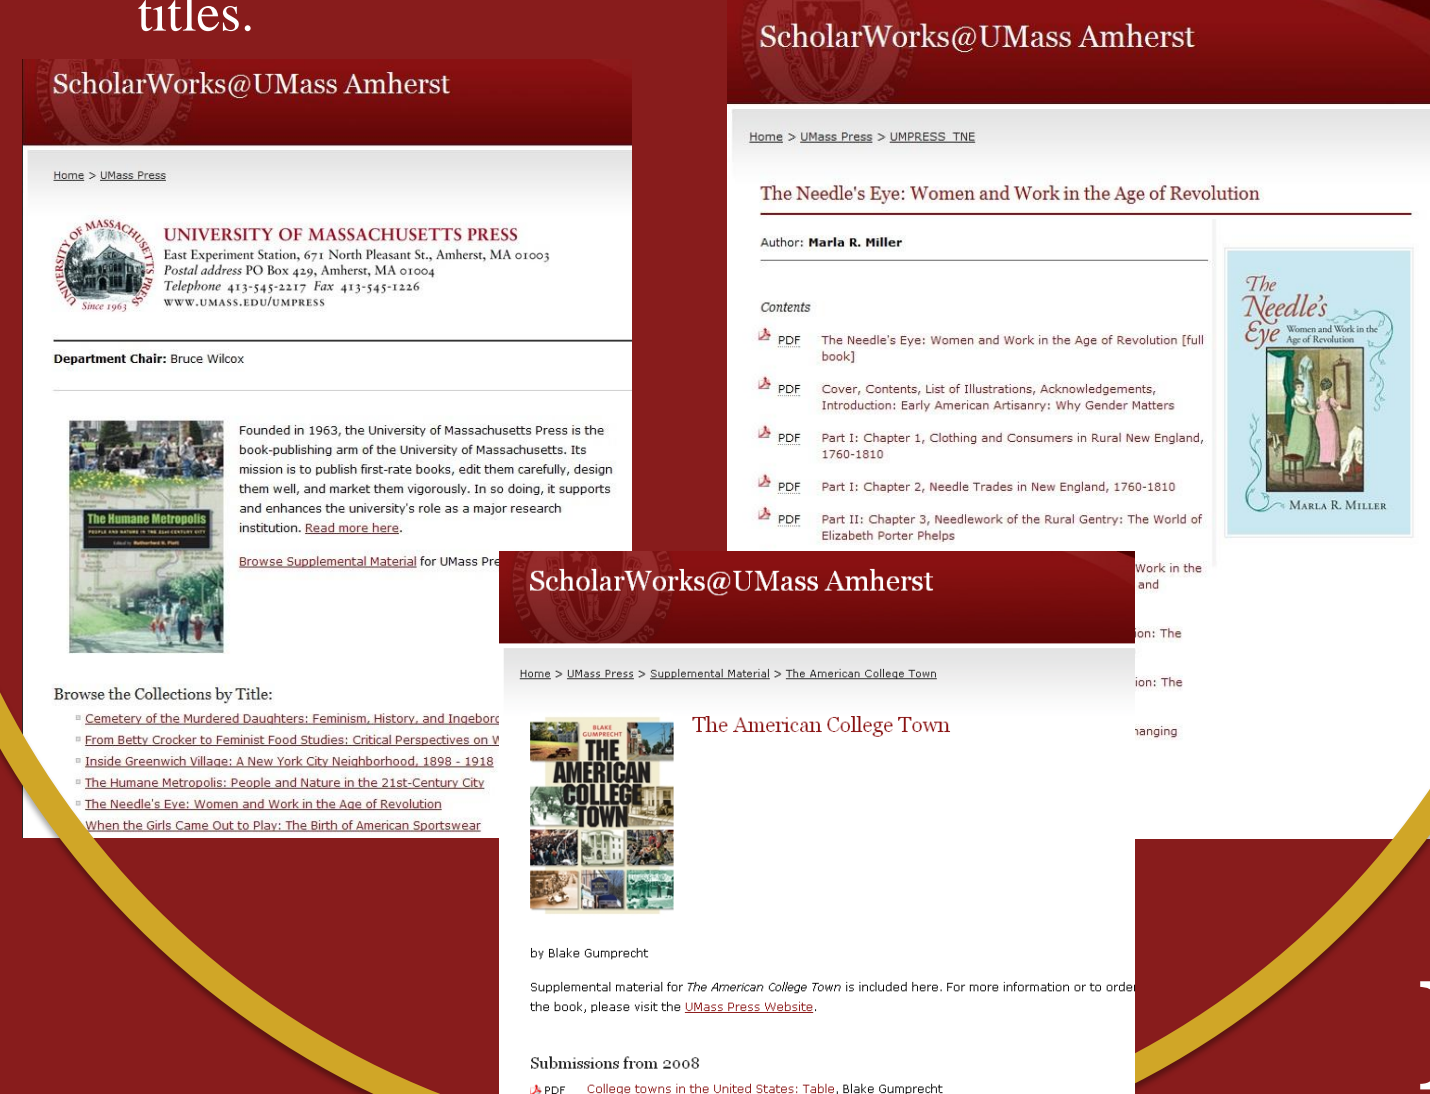 titles.
ScholarWorks@UMass Amherst
Home > UMass Press
UNIVERSITY OF MASSACHUSETTS PRESS
East Experiment Station, 671 North Pleasant St., Amherst, MA 01003
Postal address PO Box 429, Amherst, MA 01004
Telephone 413-545-2217 Fax 413-545-1226
WWW.UMASS.EDU/UMPRESS
UNIVERSITY OF MASSACHUSETTS PRESS
Since 1963
Department Chair: Bruce Wilcox
The Humane Metropolis
PEOPLE AND NATURE IN THE 21ST-CENTURY CITY
Edited by Rutherford H. Platt
Founded in 1963, the University of Massachusetts Press is the
book-publishing arm of the University of Massachusetts. Its
mission is to publish first-rate books, edit them carefully, design
them well, and market them vigorously. In so doing, it supports
and enhances the university's role as a major research
institution. Read more here.
Browse Supplemental Material for UMass Pre
Browse the Collections by Title:
Cemetery of the Murdered Daughters: Feminism, History, and Ingeborg
From Betty Crocker to Feminist Food Studies: Critical Perspectives on W
Inside Greenwich Village: A New York City Neighborhood, 1898 - 1918
The Humane Metropolis: People and Nature in the 21st-Century City
The Needle's Eye: Women and Work in the Age of Revolution
When the Girls Came Out to Play: The Birth of American Sportswear
ScholarWorks@UMass Amherst
Home > UMass Press > UMPRESS_TNE
The Needle's Eye: Women and Work in the Age of Revolution
Author: Marla R. Miller
Contents
PDF The Needle's Eye: Women and Work in the Age of Revolution [full
book]
PDF Cover, Contents, List of Illustrations, Acknowledgements,
Introduction: Early American Artisanry: Why Gender Matters
PDF Part I: Chapter 1, Clothing and Consumers in Rural New England,
1760-1810
PDF Part I: Chapter 2, Needle Trades in New England, 1760-1810
PDF Part II: Chapter 3, Needlework of the Rural Gentry: The World of
Elizabeth Porter Phelps
Work in the
and
ion: The
ion: The
hanging
The
Needle's
Eye
Women and Work in the
Age of Revolution
MARLA R. MILLER
ScholarWorks@UMass Amherst
Home > UMass Press > Supplemental Material > The American College Town
BLAKE
GUMPRECHT
THE
AMERICAN
COLLEGE
TOWN
The American College Town
by Blake Gumprecht
Supplemental material for The American College Town is included here. For more information or to order
the book, please visit the UMass Press Website.
Submissions from 2008
PDF College towns in the United States: Table, Blake Gumprecht